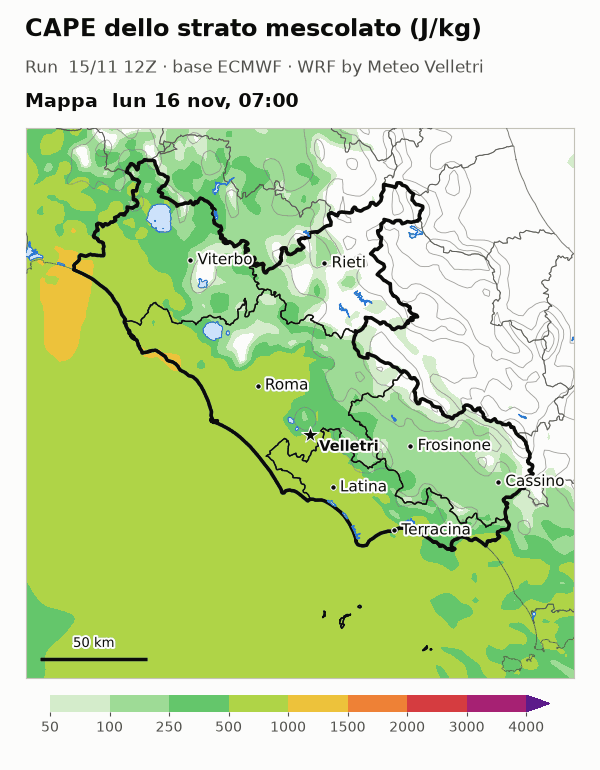 CAPE dello strato mescolato (J/kg)
Run 15/11 12Z · base ECMWF · WRF by Meteo Velletri
Mappa lun 16 nov, 07:00
Viterbo
Rieti
Roma
Velletri
Frosinone
Latina
Cassino
Terracina
50 km
50 100 250 500 1000 1500 2000 3000 4000